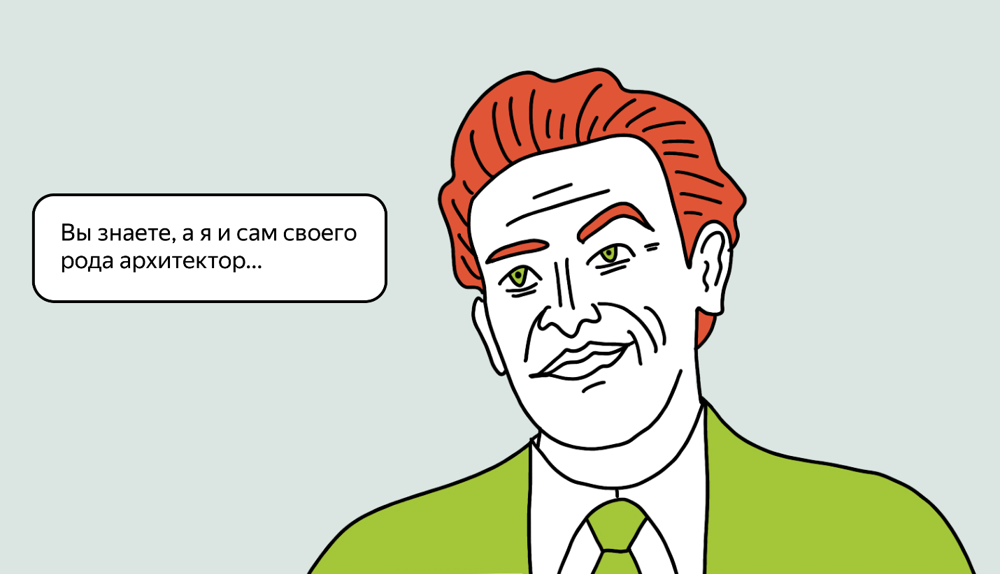 Вы знаете, а я и сам своего
рода архитектор...